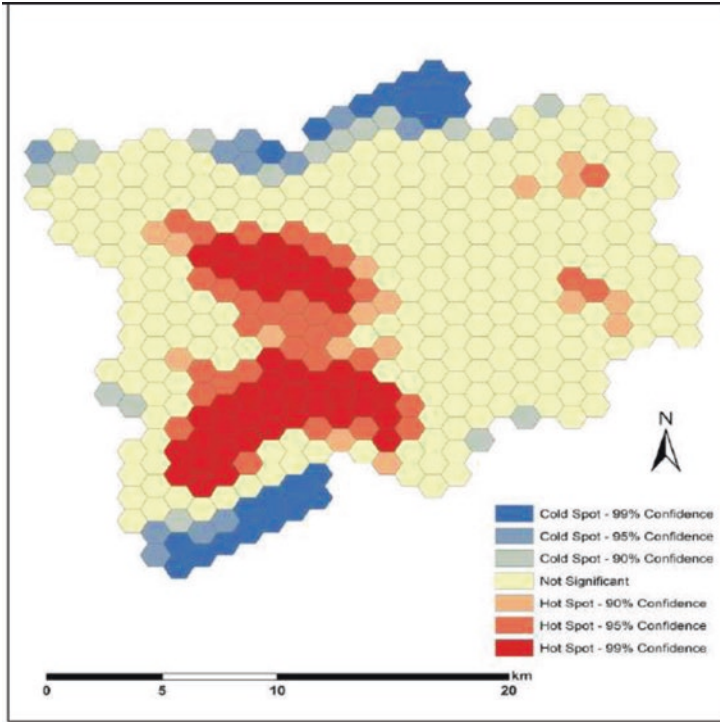 N
Cold Spot - 99% Confidence
Cold Spot - 95% Confidence
Cold Spot - 90% Confidence
Not Significant
Hot Spot - 90% Confidence
Hot Spot - 95% Confidence
Hot Spot - 99% Confidence
km
0 5 10 20